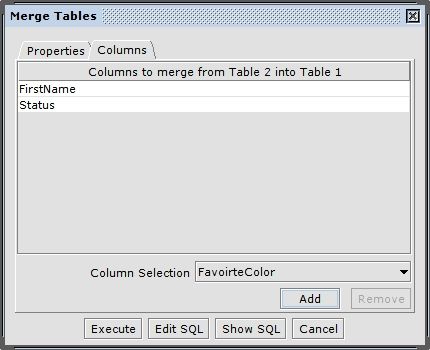 Merge Tables
Properties Columns
Columns to merge from Table 2 into Table 1
FirstName
Status
Column Selection FavoirteColor
Add Remove
Execute Edit SQL Show SQL Cancel